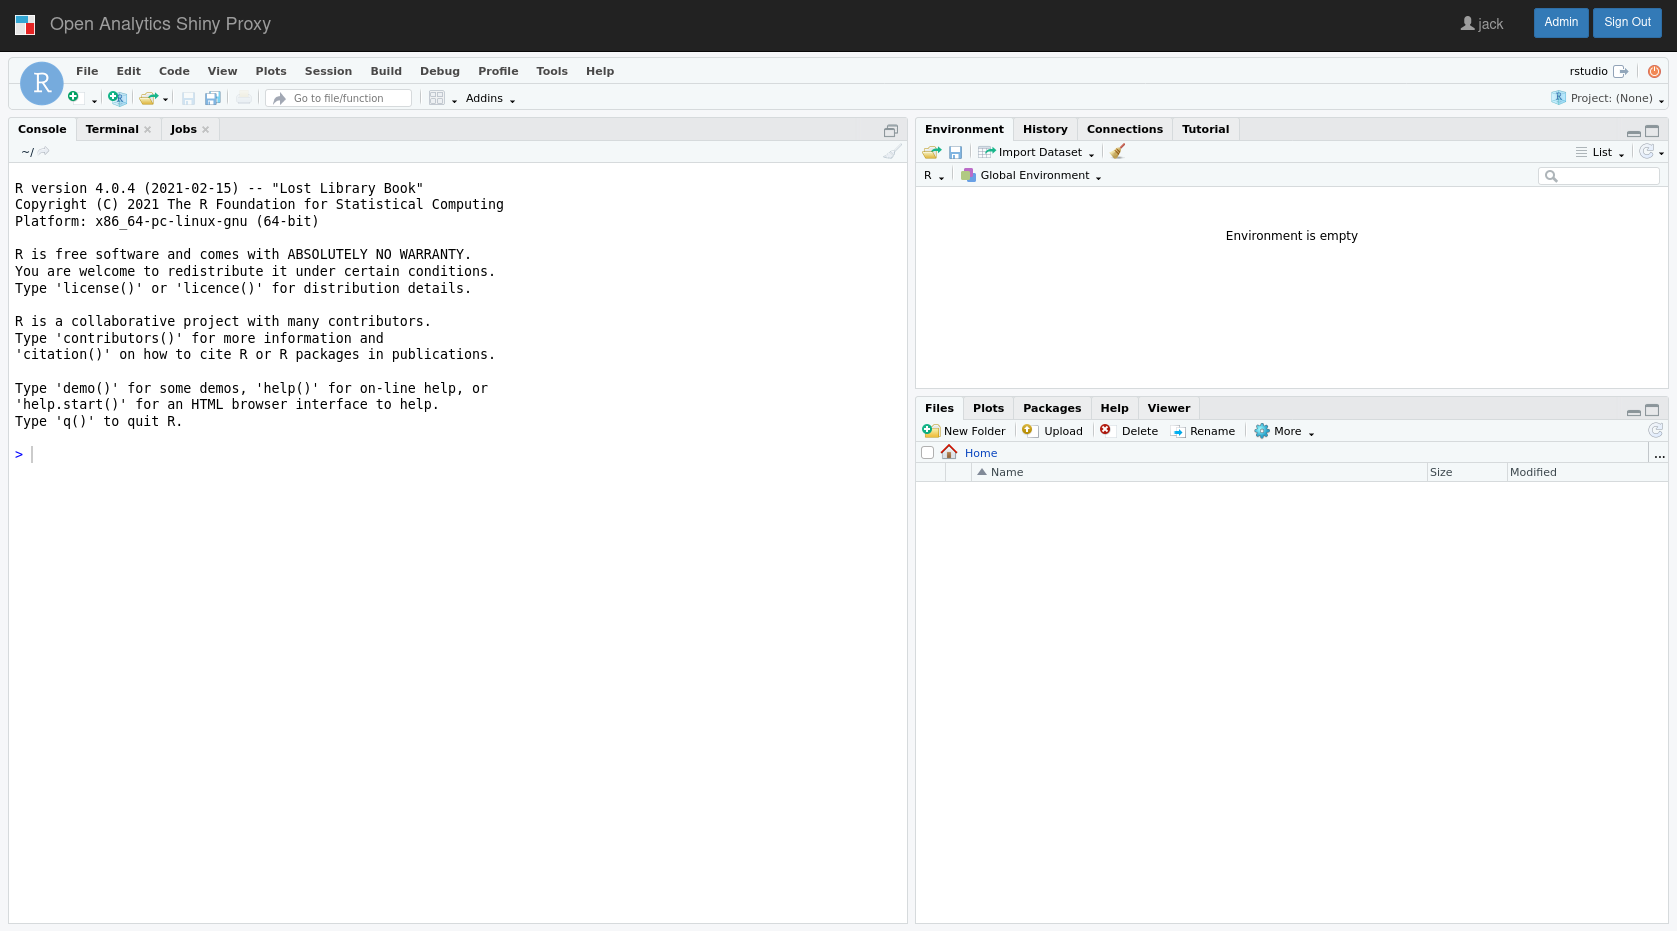 Open Analytics Shiny Proxy
jack
Admin
Sign Out
R
File Edit Code View Plots Session Build Debug Profile Tools Help
rstudio
Go to file/function
Addins
R Project: (None)
Console Terminal Jobs
~/
R version 4.0.4 (2021-02-15) -- "Lost Library Book"
Copyright (C) 2021 The R Foundation for Statistical Computing
Platform: x86_64-pc-linux-gnu (64-bit)
R is free software and comes with ABSOLUTELY NO WARRANTY.
You are welcome to redistribute it under certain conditions.
Type 'license()' or 'licence()' for distribution details.
R is a collaborative project with many contributors.
Type 'contributors()' for more information and
'citation()' on how to cite R or R packages in publications.
Type 'demo()' for some demos, 'help()' for on-line help, or
'help.start()' for an HTML browser interface to help.
Type 'q()' to quit R.
>
Environment History Connections Tutorial
Import Dataset
List
R
Global Environment
Environment is empty
Files Plots Packages Help Viewer
New Folder Upload Delete Rename More
Home
...
Name Size Modified